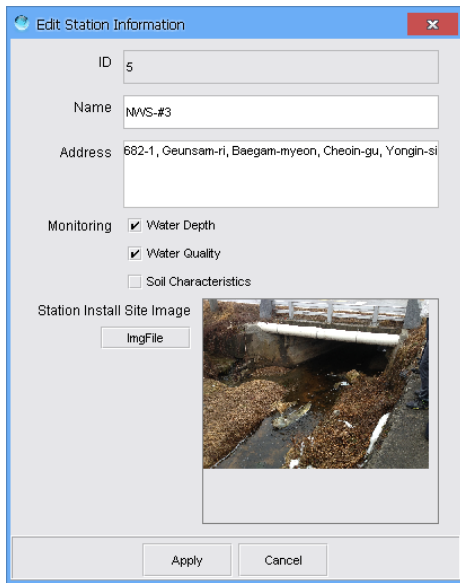 Edit Station Information
ID
5
Name
NWS-#3
Address
682-1, Geunsam-ri, Baegam-myeon, Cheoin-gu, Yongin-si
Monitoring
Water Depth
Water Quality
Soil Characteristics
Station Install Site Image
ImgFile
Apply
Cancel